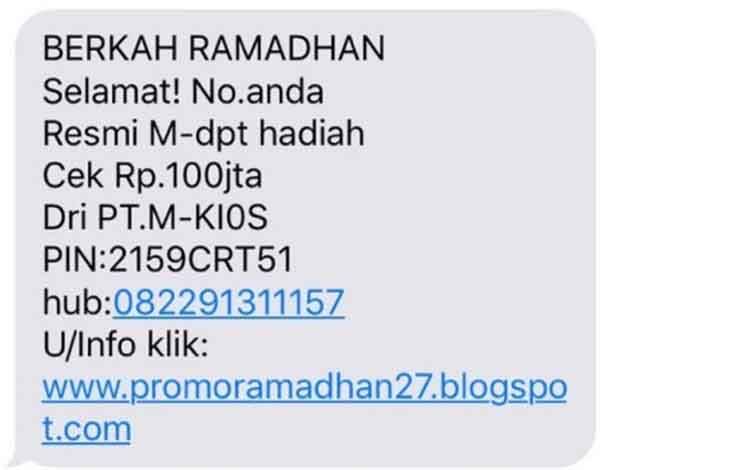 BERKAH RAMADHAN
Selamat! No.anda
Resmi M-dpt hadiah
Cek Rp.100jta
Dri PT.M-KI0S
PIN:2159CRT51
hub:082291311157
U/Info klik:
www.promoramadhan27.blogspo
t.com